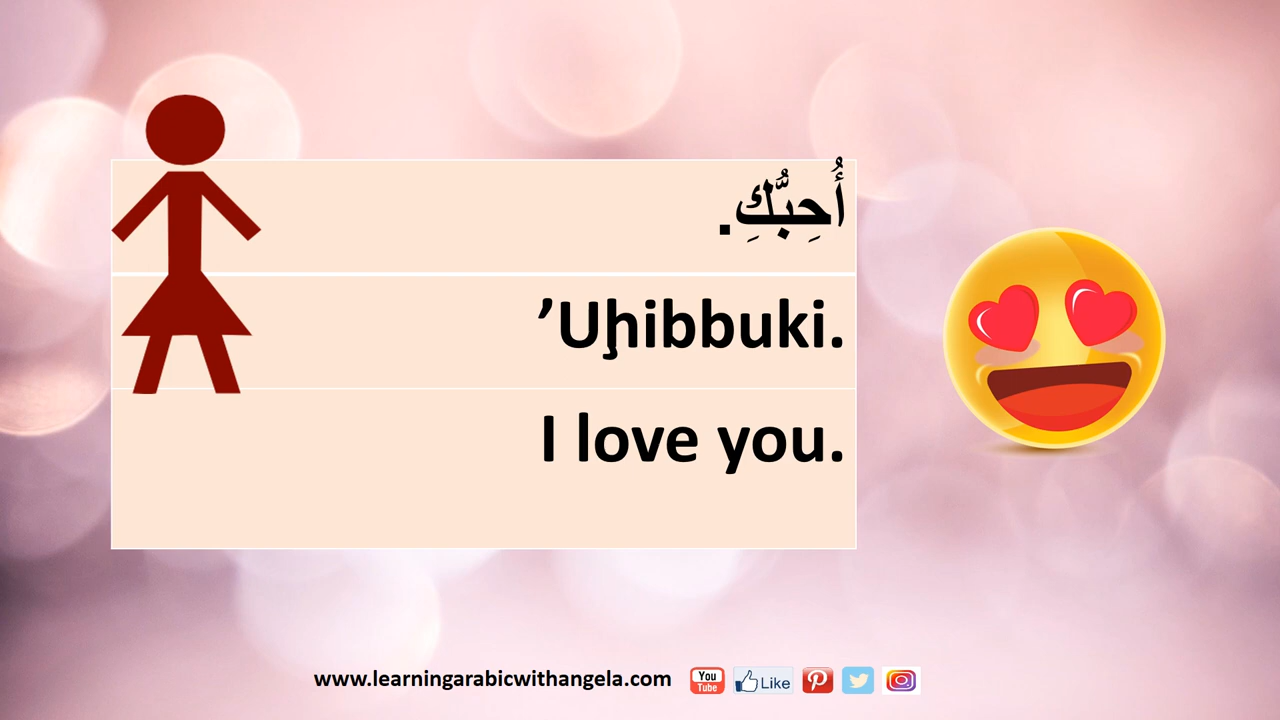 أُحِبُّكِ.
’Uḩibbuki.
I love you.
www.learningarabicwithangela.com
You Tube
Like